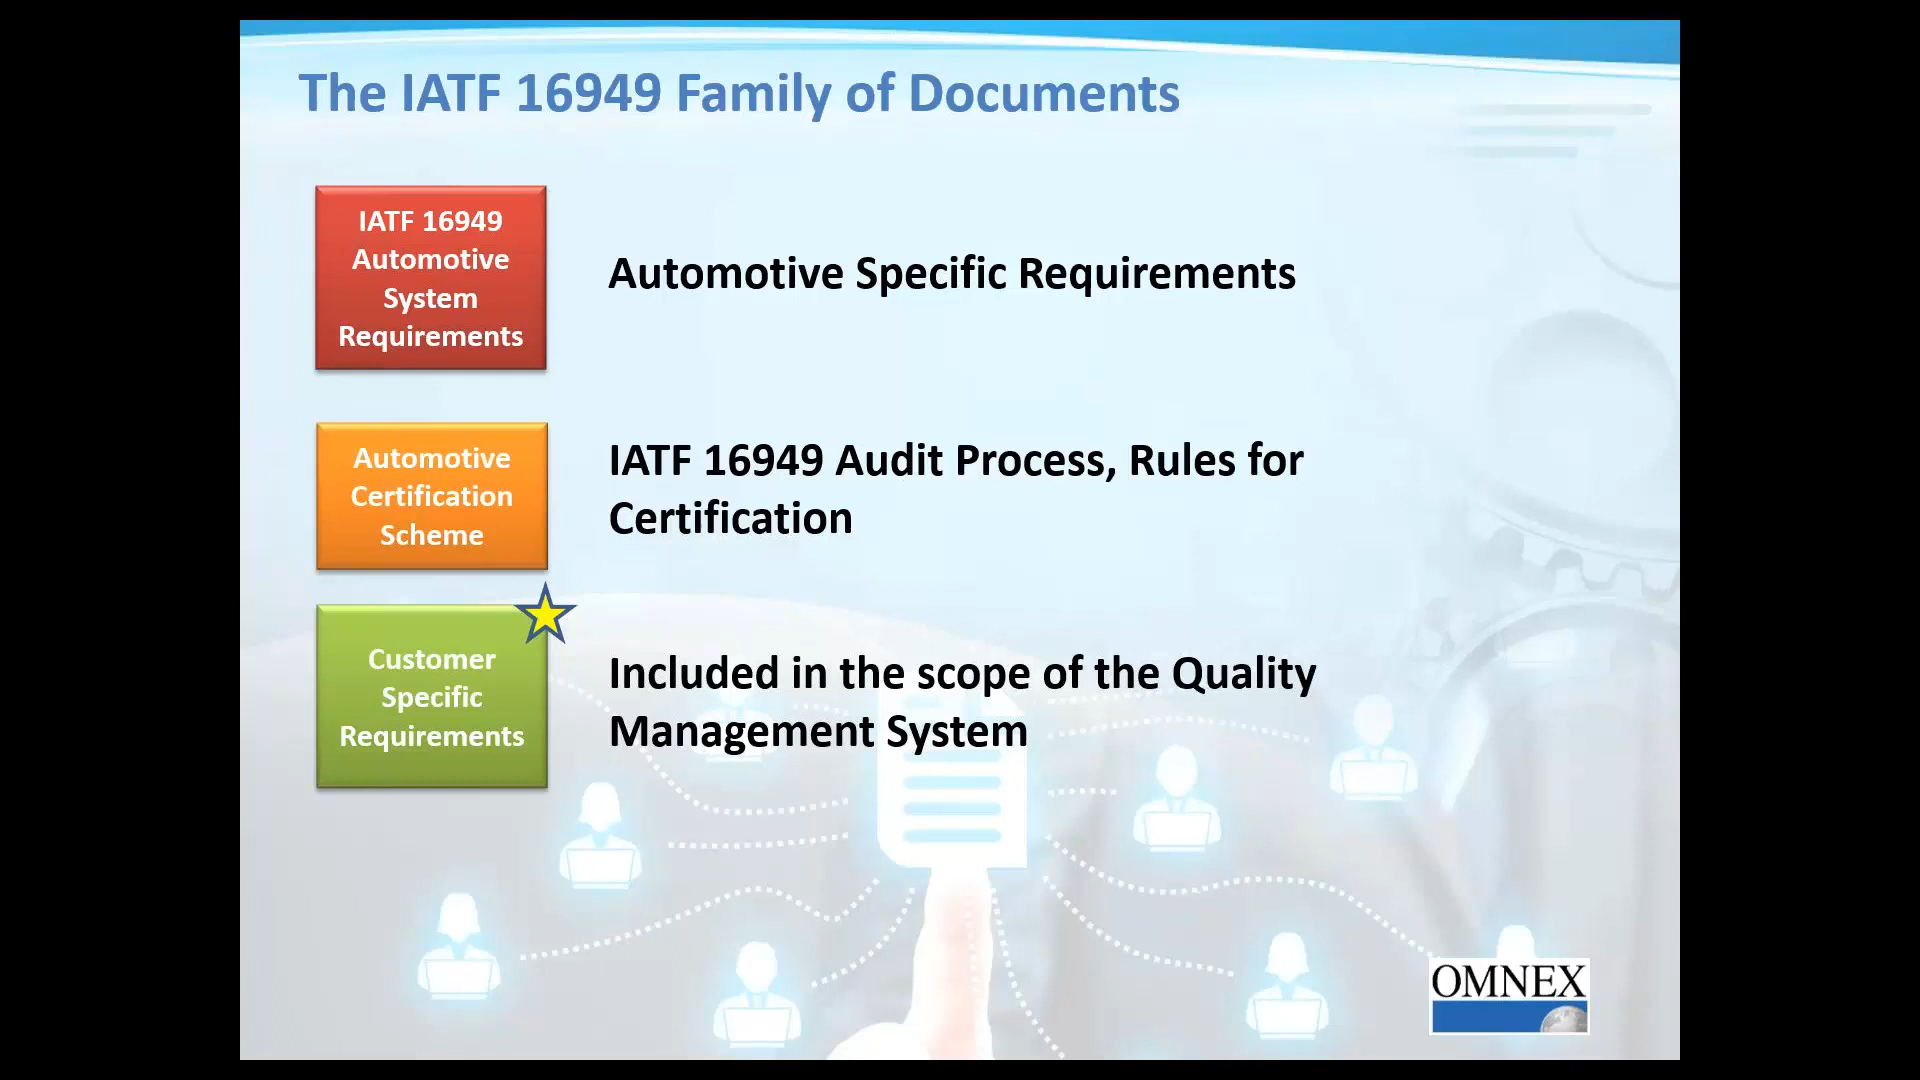 The IATF 16949 Family of Documents
IATF 16949
Automotive
System
Requirements
Automotive Specific Requirements
Automotive
Certification
Scheme
IATF 16949 Audit Process, Rules for
Certification
Customer
Specific
Requirements
Included in the scope of the Quality
Management System
OMNEX